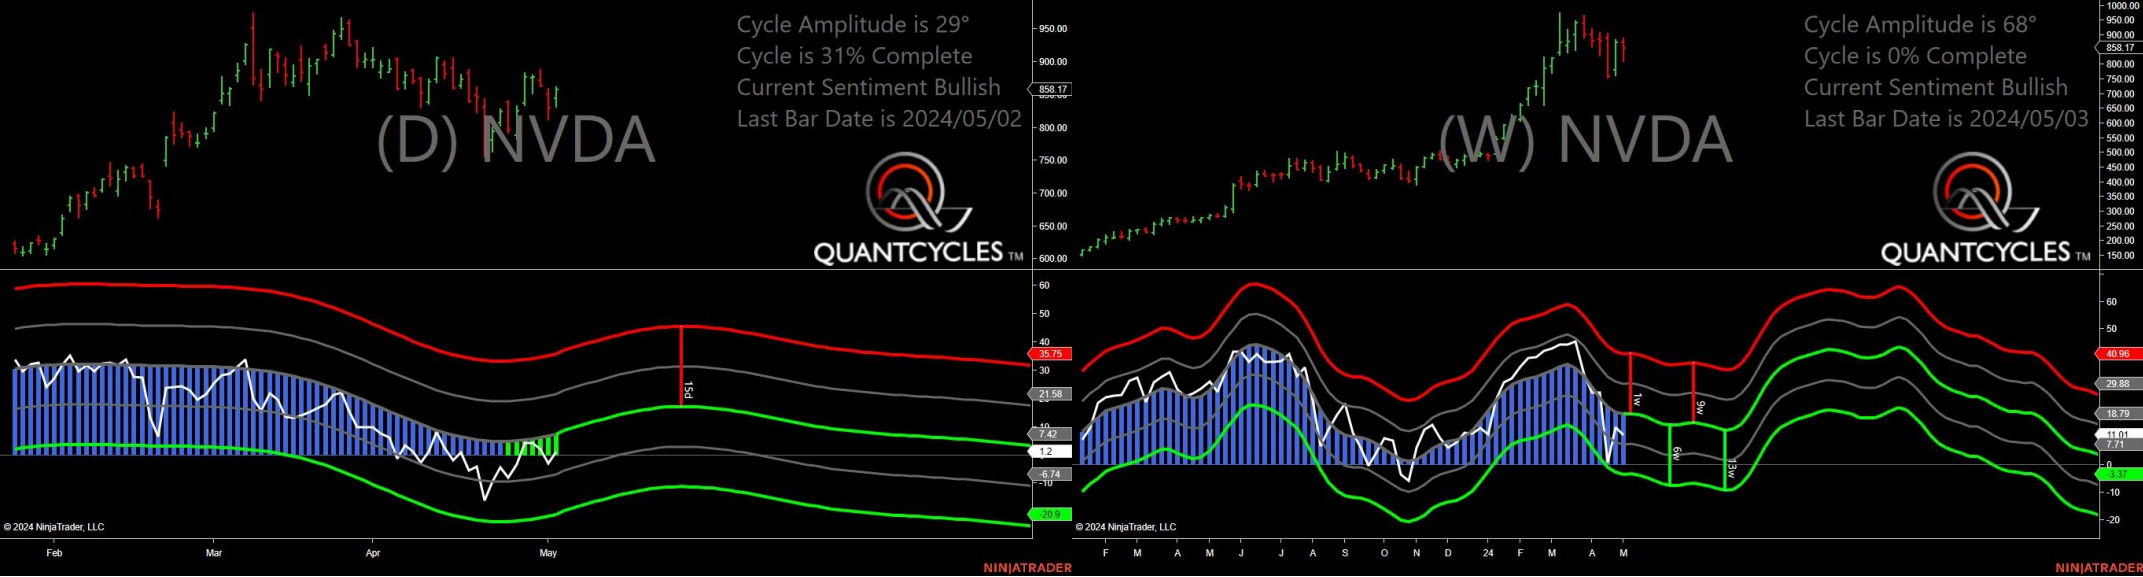 Cycle Amplitude is 29°
Cycle is 31% Complete
Current Sentiment Bullish
Last Bar Date is 2024/05/02
(D) NVDA
QUANTCYCLES TM
950.00
900.00
858.17
800.00
750.00
700.00
650.00
600.00
60
50
40
35.75
30
21.58
7.42
1.2
-6.74
-10
-20.9
15d
© 2024 NinjaTrader, LLC
Feb Mar Apr May
NINJATRADER
Cycle Amplitude is 68°
Cycle is 0% Complete
Current Sentiment Bullish
Last Bar Date is 2024/05/03
(W) NVDA
QUANTCYCLES TM
1000.00
950.00
900.00
858.17
800.00
750.00
700.00
650.00
600.00
550.00
500.00
450.00
400.00
350.00
300.00
250.00
200.00
150.00
60
50
40.96
29.88
18.79
11.01
7.71
0
-3.37
-10
-20
1w
9w
6w
13w
© 2024 NinjaTrader, LLC
F M A M J J A S O N D 24 F M A M
NINJATRADER